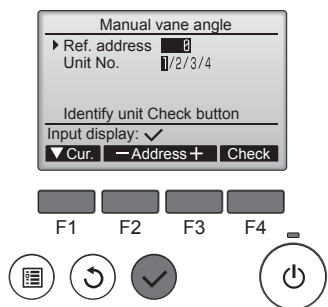 Manual vane angle
Ref. address 0
Unit No. 1/2/3/4
Identify unit Check button
Input display: ✓
▼ Cur. − Address + Check
F1 F2 F3 F4